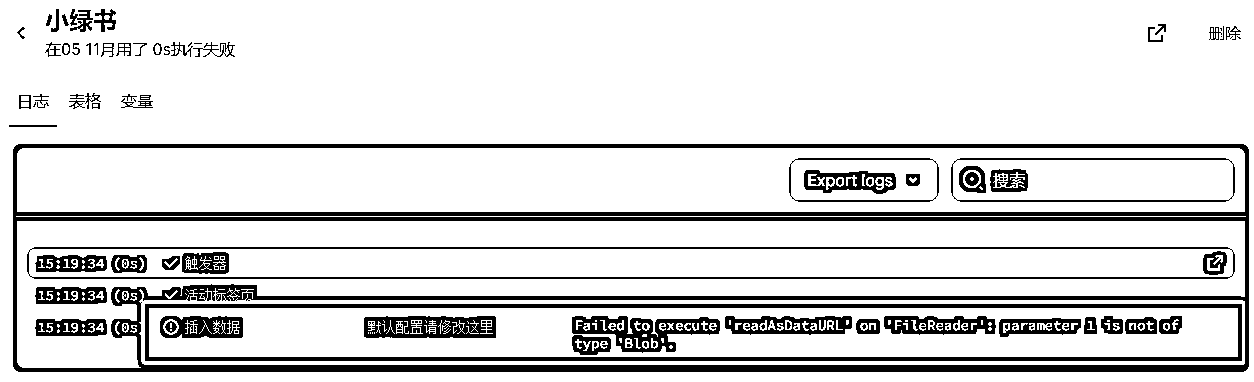 小绿书
在05 11月用了 0s执行失败
删除
日志 表格 变量
Export logs
搜索
15:19:34 (0s) 触发器
15:19:34 (0s) 活动标签页
15:19:34 (0s) 插入数据 默认配置请修改这里 Failed to execute 'readAsDataURL' on 'FileReader': parameter 1 is not of
type 'Blob'.